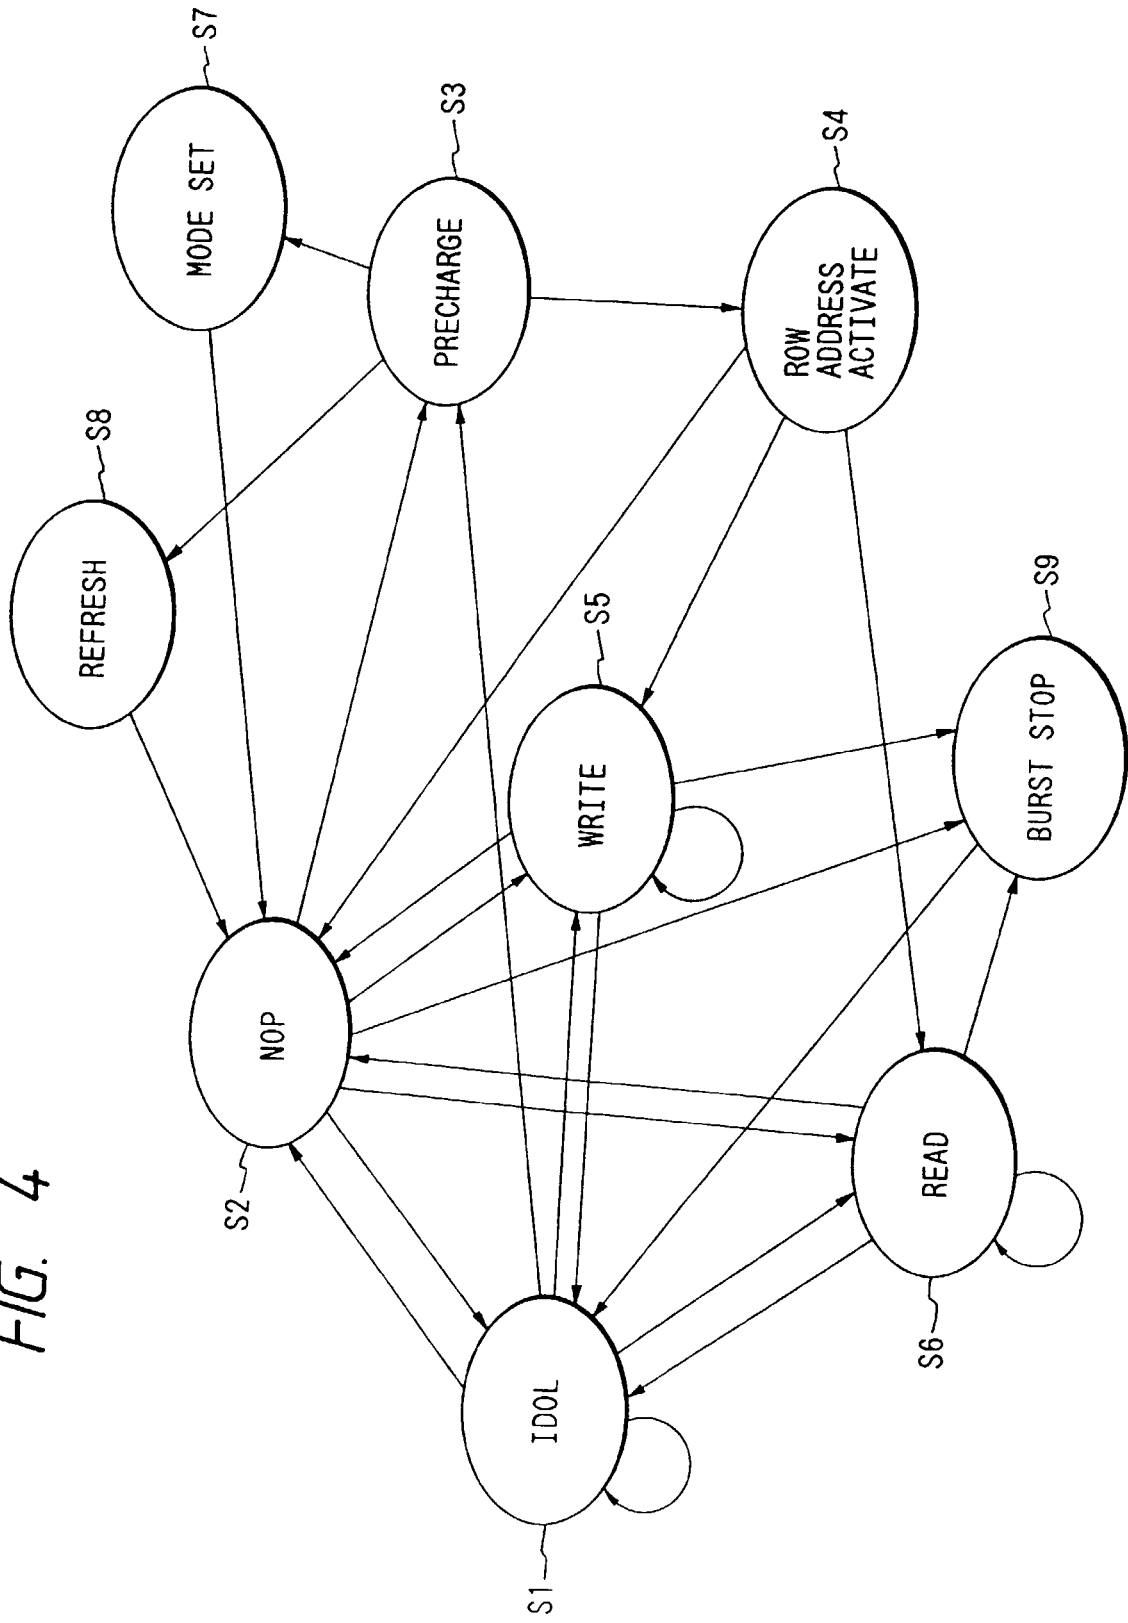 FIG. 4
S1
IDOL
S2
NOP
REFRESH
S8
MODE SET
S7
PRECHARGE
S3
WRITE
S5
ROW
ADDRESS
ACTIVATE
S4
S6
READ
BURST STOP
S9